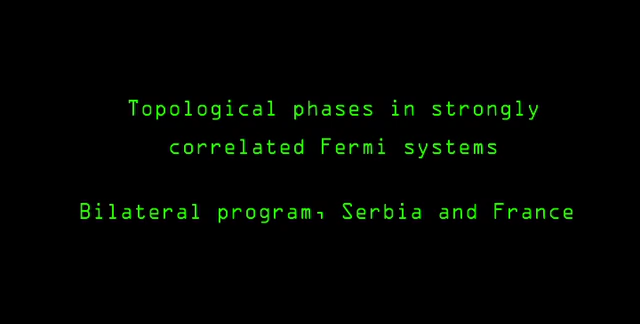 Topological phases in strongly
correlated Fermi systems
Bilateral program, Serbia and France